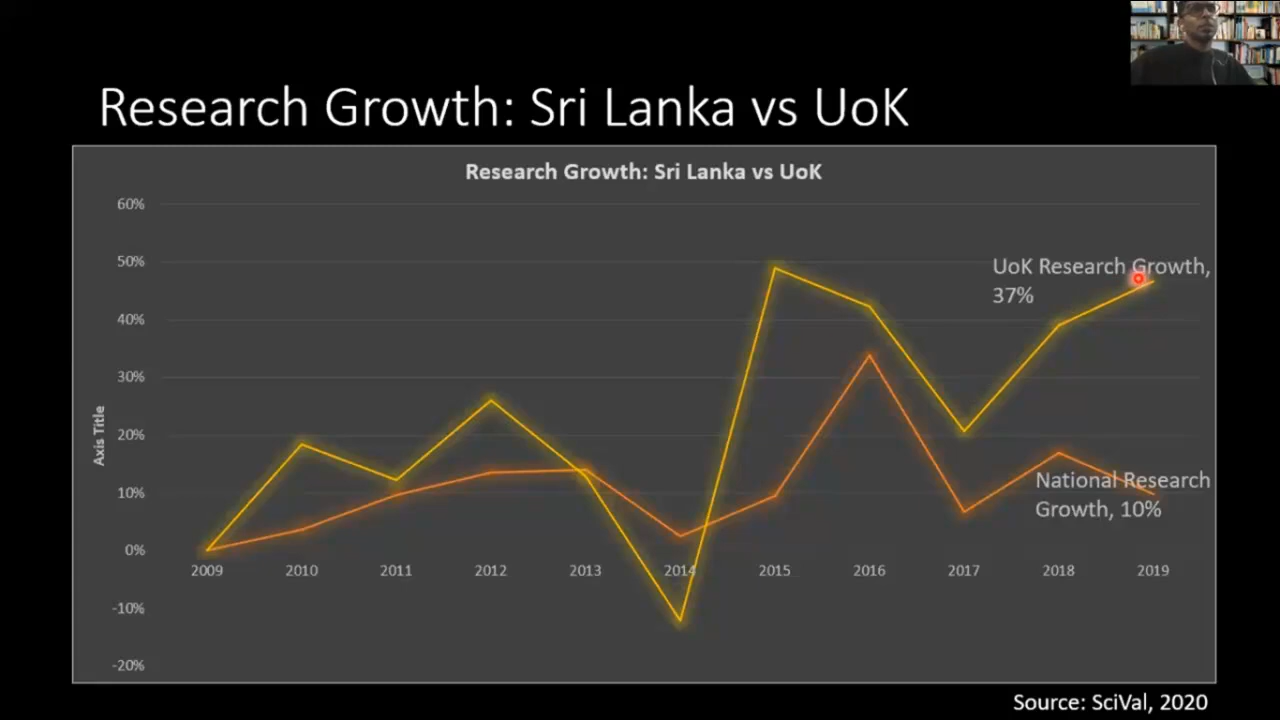 Research Growth: Sri Lanka vs UoK
Research Growth: Sri Lanka vs UoK
60%
50%
40%
30%
20%
10%
0%
-10%
-20%
Axis Title
UoK Research Growth,
37%
National Research
Growth, 10%
2009 2010 2011 2012 2013 2014 2015 2016 2017 2018 2019
Source: SciVal, 2020